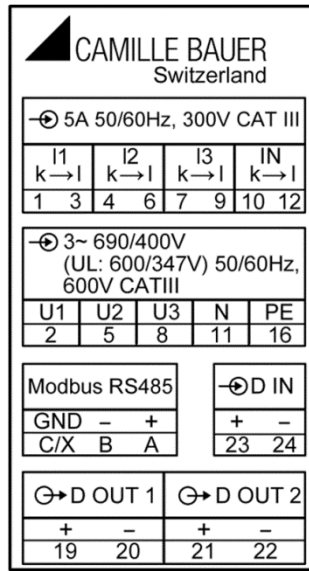 CAMILLE BAUER
Switzerland
5A 50/60Hz, 300V CAT III
I1 I2 I3 IN
k→l k→l k→l k→l
1 3 4 6 7 9 10 12
3~ 690/400V
(UL: 600/347V) 50/60Hz,
600V CATIII
U1 U2 U3 N PE
2 5 8 11 16
Modbus RS485
GND – +
C/X B A
D IN
+ –
23 24
D OUT 1 D OUT 2
+ – + –
19 20 21 22